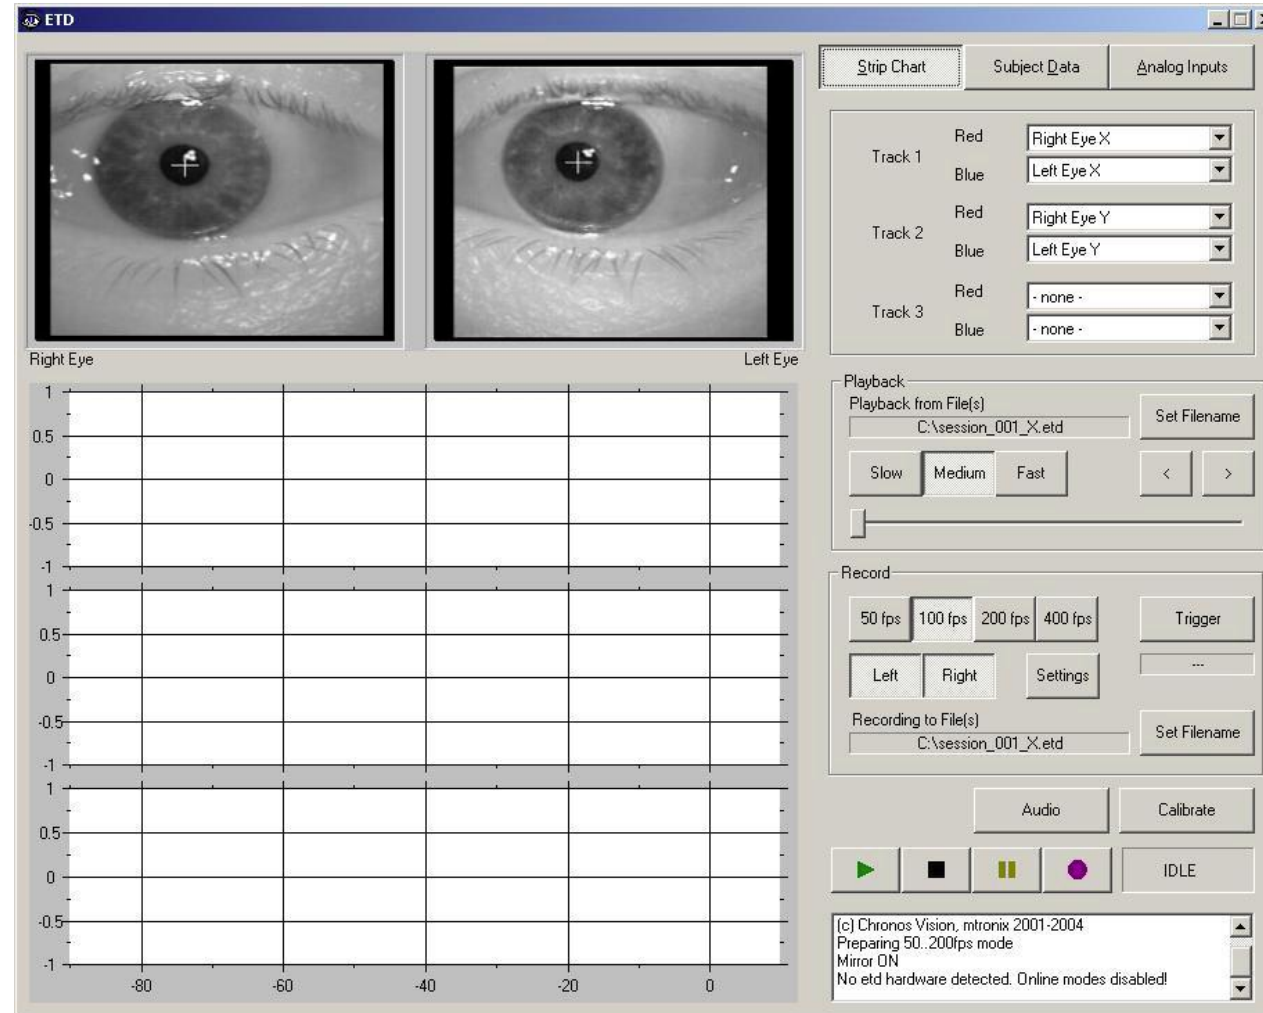 ETD
Strip Chart
Subject Data
Analog Inputs
Track 1
Red
Right Eye X
Blue
Left Eye X
Track 2
Red
Right Eye Y
Blue
Left Eye Y
Track 3
Red
- none -
Blue
- none -
Right Eye
Left Eye
1
0.5
0
-0.5
-1
1
0.5
0
-0.5
-1
1
0.5
0
-0.5
-1
-80 -60 -40 -20 0
Playback
Playback from File(s)
C:\session_001_X.etd
Set Filename
Slow Medium Fast < >
Record
50 fps 100 fps 200 fps 400 fps Trigger
Left Right Settings ---
Recording to File(s)
C:\session_001_X.etd
Set Filename
Audio Calibrate
IDLE
(c) Chronos Vision, mtronix 2001-2004
Preparing 50..200fps mode
Mirror ON
No etd hardware detected. Online modes disabled!